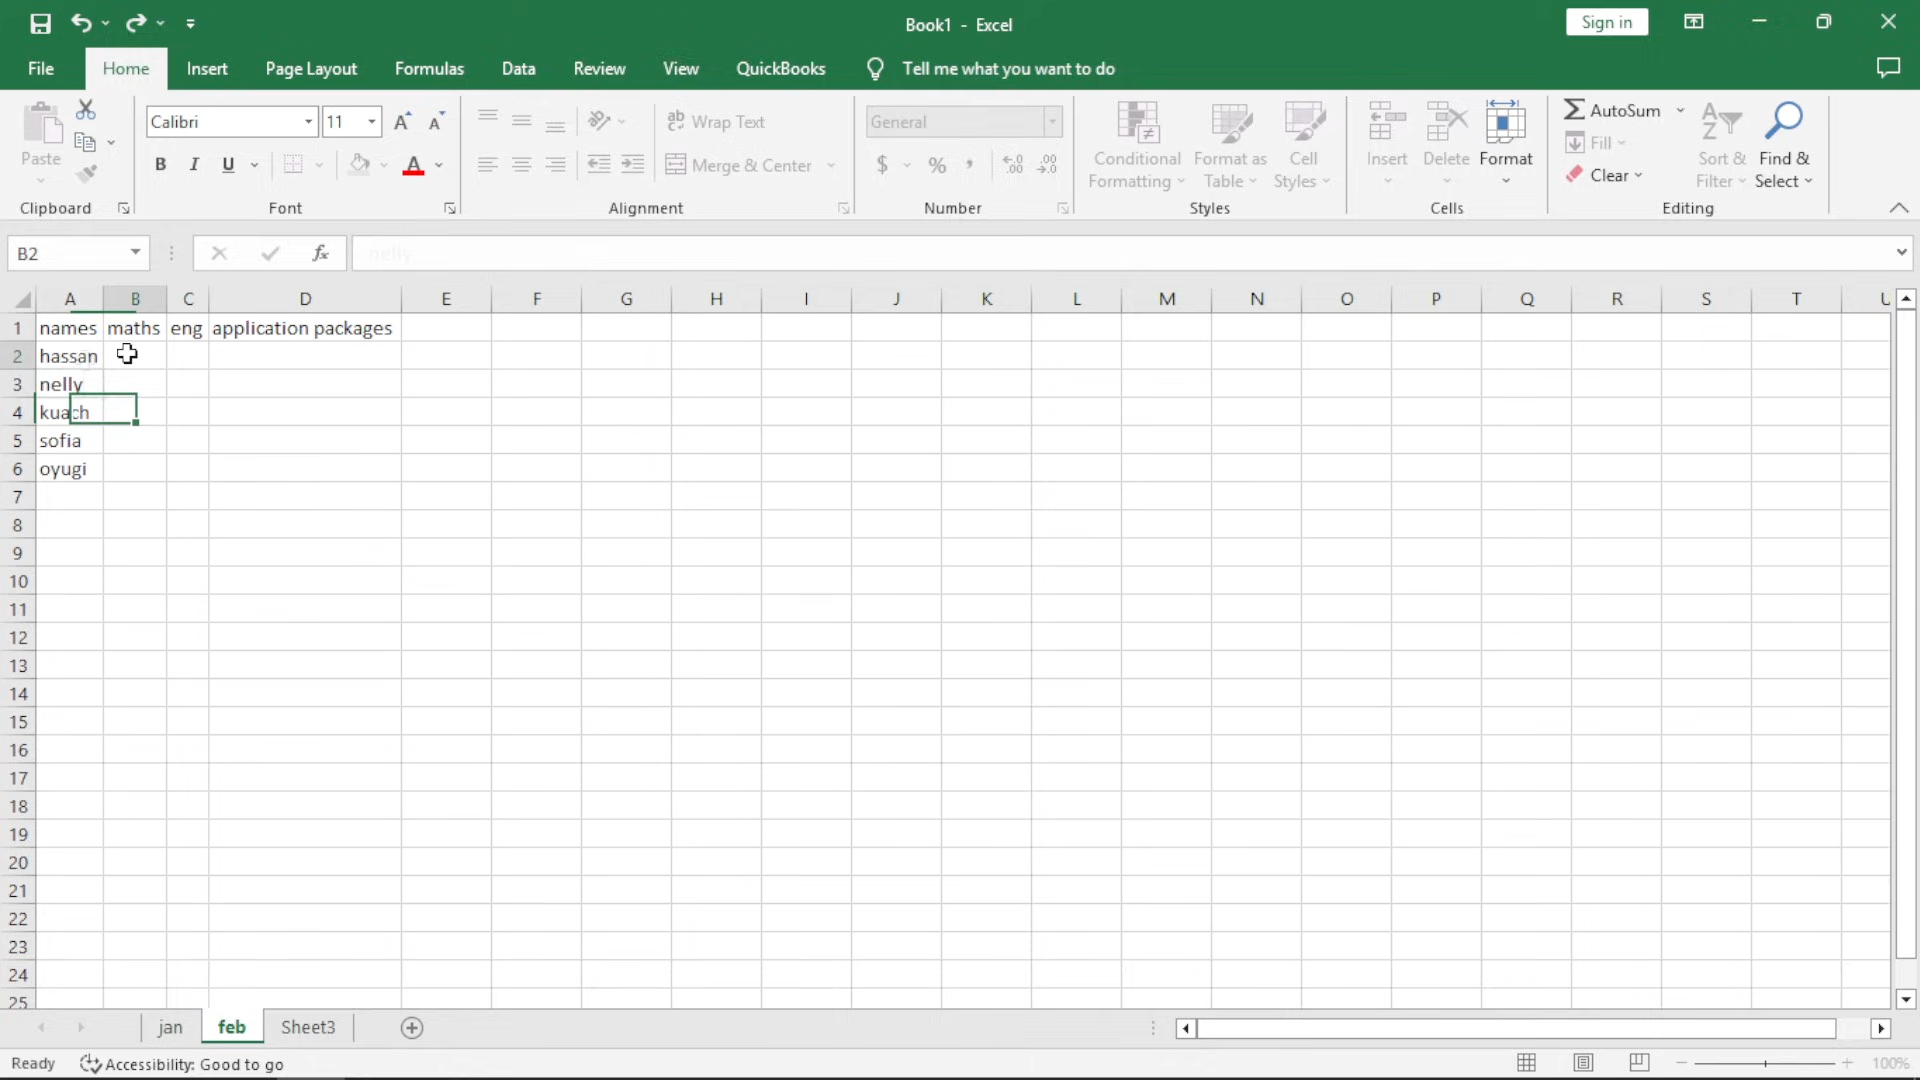 Book1 - Excel
Sign in
File Home Insert Page Layout Formulas Data Review View QuickBooks Tell me what you want to do
Paste
Clipboard
Calibri 11
B I U A
Font
Wrap Text
Merge & Center
Alignment
General
$ % ,
Number
Conditional Formatting
Format as Table
Cell Styles
Styles
Insert Delete Format
Cells
AutoSum
Fill
Clear
Sort & Filter
Find & Select
Editing
B2 fx nelly
A B C D E F G H I J K L M N O P Q R S T U
1 names maths eng application packages
2 hassan
3 nelly
4 kuach
5 sofia
6 oyugi
7
8
9
10
11
12
13
14
15
16
17
18
19
20
21
22
23
24
25
jan feb Sheet3
Ready Accessibility: Good to go 100%